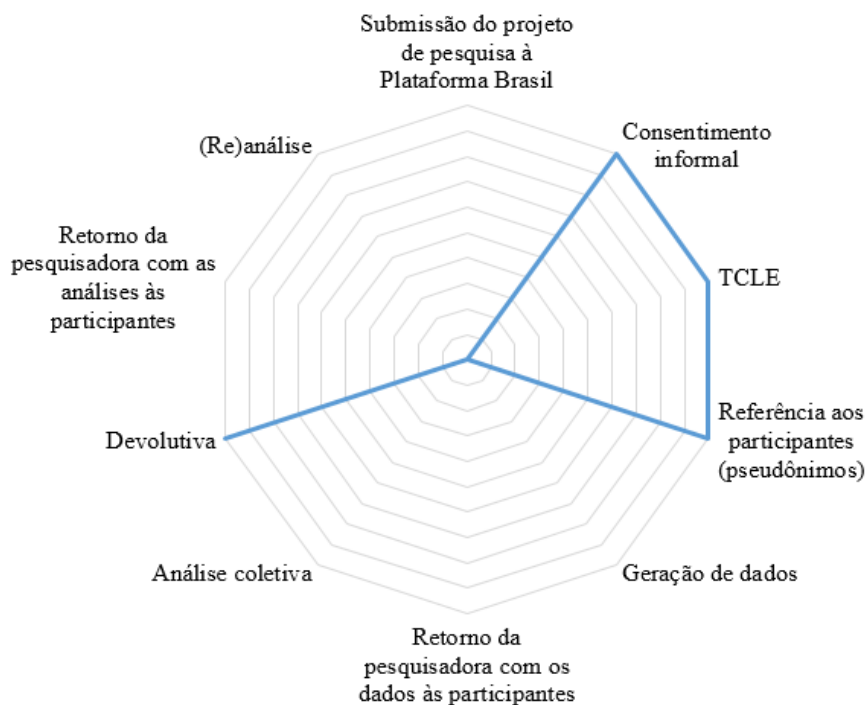 Submissão do projeto
de pesquisa à
Plataforma Brasil
Consentimento
informal
TCLE
Referência aos
participantes
(pseudônimos)
Geração de dados
Retorno da
pesquisadora com os
dados às participantes
Análise coletiva
Devolutiva
Retorno da
pesquisadora com as
análises às
participantes
(Re)análise